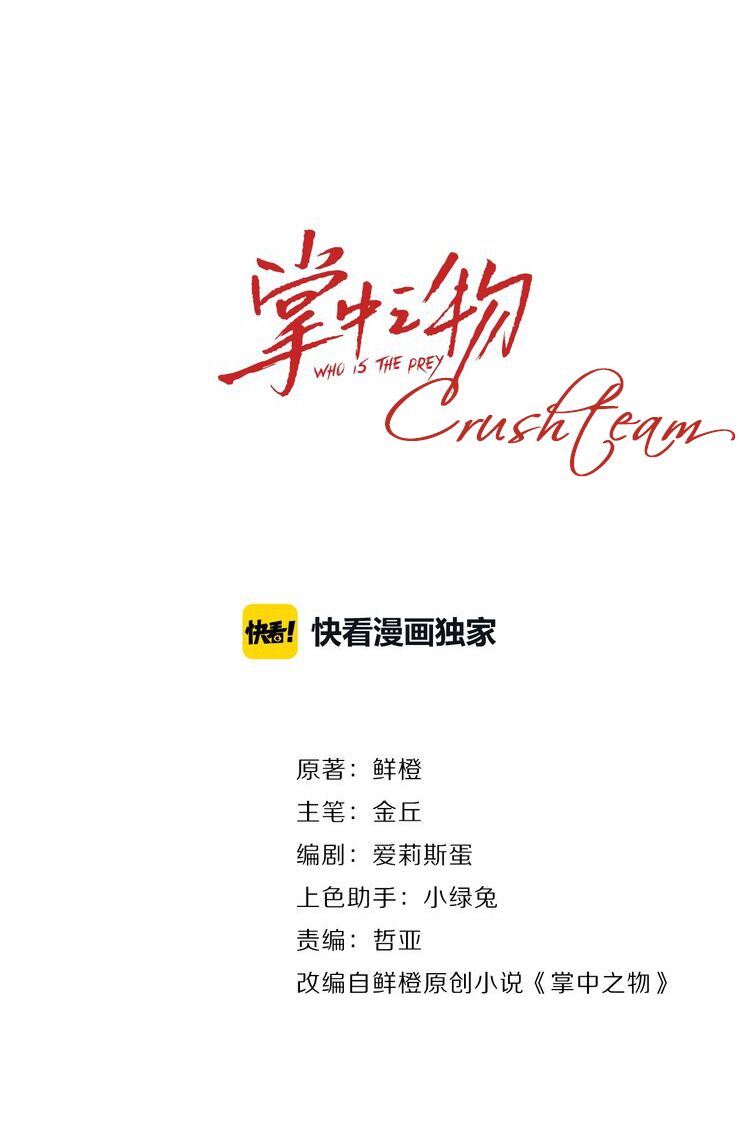 掌中之物
WHO IS THE PREY
Crush team
快看! 快看漫画独家
原著：鲜橙
主笔：金丘
编剧：爱莉斯蛋
上色助手：小绿兔
责编：哲亚
改编自鲜橙原创小说《掌中之物》